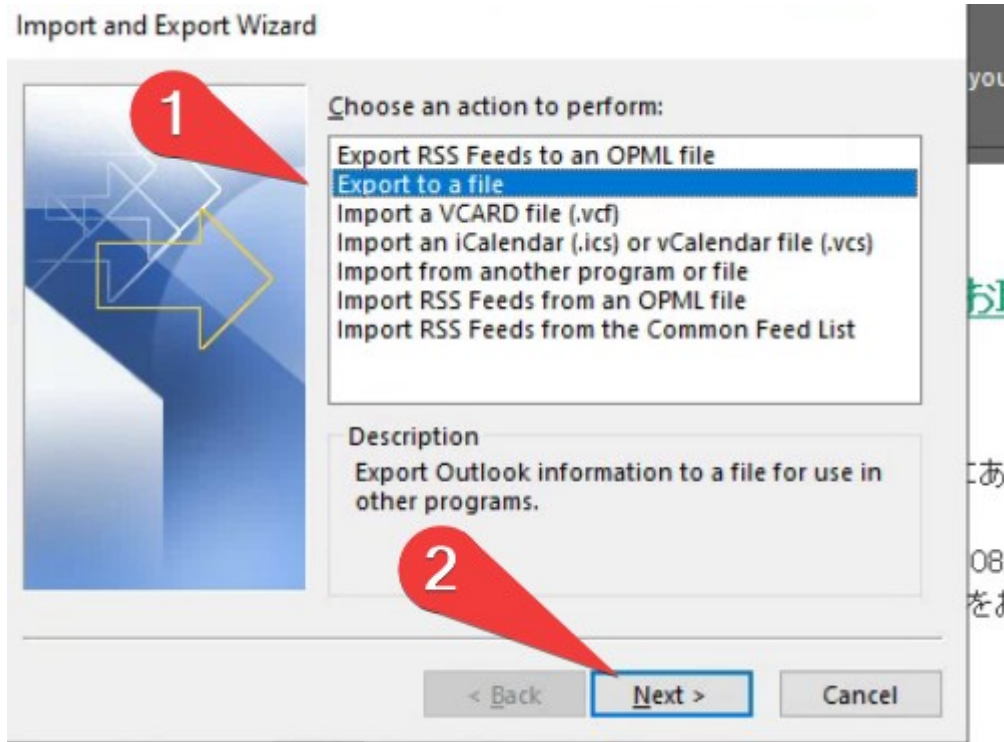 Import and Export Wizard
you
1
Choose an action to perform:
Export RSS Feeds to an OPML file
Export to a file
Import a VCARD file (.vcf)
Import an iCalendar (.ics) or vCalendar file (.vcs)
Import from another program or file
Import RSS Feeds from an OPML file
Import RSS Feeds from the Common Feed List
Description
Export Outlook information to a file for use in
other programs.
2
08
< Back
Next >
Cancel